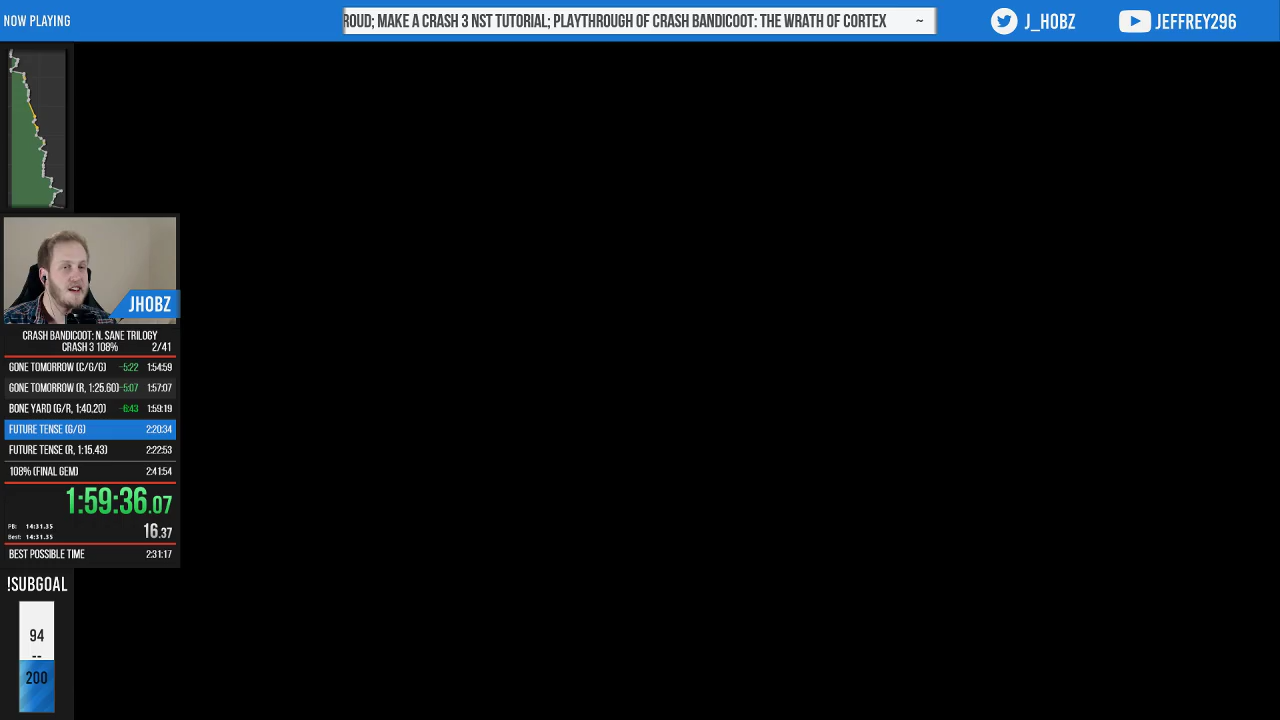 NOW PLAYING
ROUD; MAKE A CRASH 3 NST TUTORIAL; PLAYTHROUGH OF CRASH BANDICOOT: THE WRATH OF CORTEX ~
J_HOBZ
JEFFREY296
JHOBZ
CRASH BANDICOOT: N. SANE TRILOGY
CRASH 3 108% 2/41
GONE TOMORROW (C/G/G) -5:22 1:54:59
GONE TOMORROW (R, 1:25.60) -5:07 1:57:07
BONE YARD (G/R, 1:40.20) -6:43 1:59:19
FUTURE TENSE (G/G) 2:20:34
FUTURE TENSE (R, 1:15.43) 2:22:53
108% (FINAL GEM) 2:41:54
1:59:36.07
PB: 14:31.35
16.37
Best: 14:31.35
BEST POSSIBLE TIME 2:31:17
!SUBGOAL
94
--
200